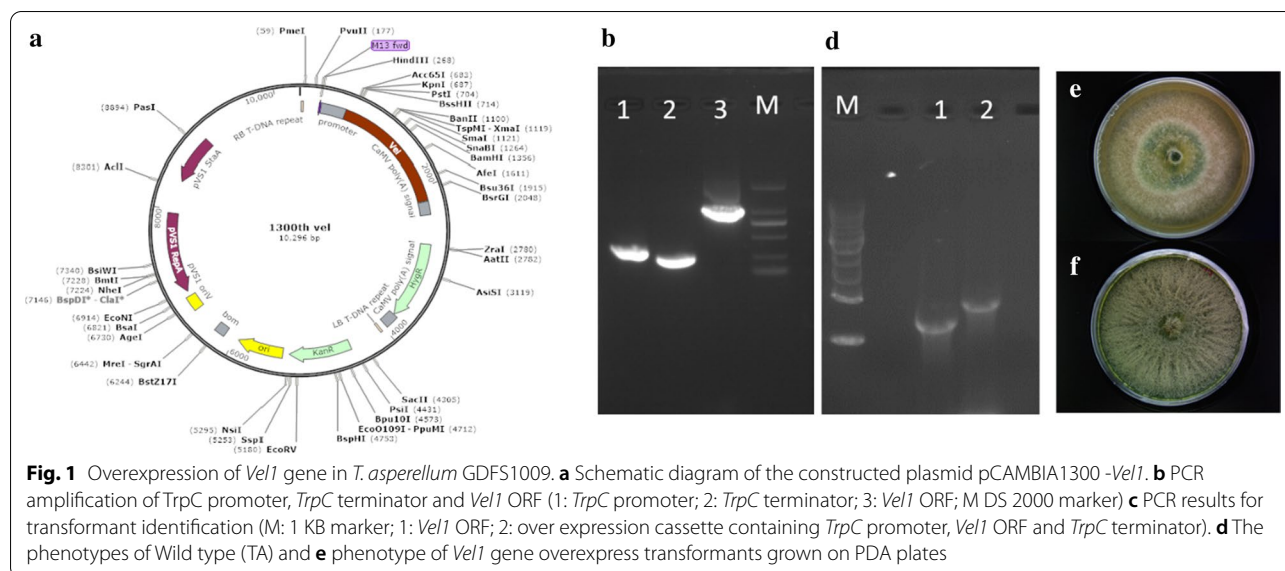 a
(59) PmeI
PvuII (177)
M13 fwd
HindIII (268)
Acc65I (683)
KpnI (687)
PstI (704)
BssHII (714)
BanII (1100)
TspMI - XmaI (1119)
SmaI (1121)
SnaBI (1264)
BamHI (1356)
AfeI (1611)
Bsu36I (1915)
BsrGI (2048)
ZraI (2780)
AatII (2782)
AsiSI (3119)
SacII (4305)
PsiI (4431)
Bpu10I (4573)
EcoO109I - PpuMI (4712)
BspHI (4753)
(5180) EcoRV
(5253) SspI
(5295) NsiI
(6244) BstZ17I
(6442) MreI - SgrAI
(6730) AgeI
(6821) BsaI
(6914) EcoNI
(7146) BspDI* - ClaI*
(7224) NheI
(7228) BmtI
(7340) BsiWI
(8301) AclI
(8894) PasI
10,000
2000
4000
6000
8000
RB T-DNA repeat
promoter
Vel
CaMV poly(A) signal
HygR
CaMV poly(A) signal
LB T-DNA repeat
KanR
ori
bom
pVS1 oriV
pVS1 RepA
pVS1 StaA
1300th vel
10,296 bp
b
1 2 3 M
d
M 1 2
e
f
Fig. 1 Overexpression of Vel1 gene in T. asperellum GDFS1009. a Schematic diagram of the constructed plasmid pCAMBIA1300 -Vel1. b PCR
amplification of TrpC promoter, TrpC terminator and Vel1 ORF (1: TrpC promoter; 2: TrpC terminator; 3: Vel1 ORF; M DS 2000 marker) c PCR results for
transformant identification (M: 1 KB marker; 1: Vel1 ORF; 2: over expression cassette containing TrpC promoter, Vel1 ORF and TrpC terminator). d The
phenotypes of Wild type (TA) and e phenotype of Vel1 gene overexpress transformants grown on PDA plates